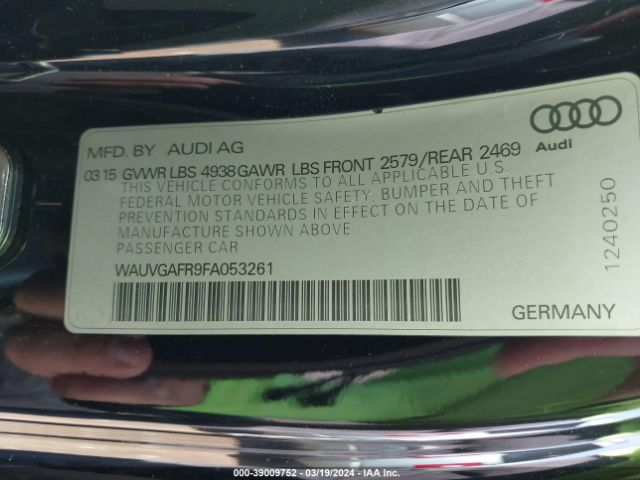 MFD. BY AUDI AG
03 15 GVWR LBS 4938 GAWR LBS FRONT 2579/REAR 2469
THIS VEHICLE CONFORMS TO ALL APPLICABLE U.S.
FEDERAL MOTOR VEHICLE SAFETY, BUMPER AND THEFT
PREVENTION STANDARDS IN EFFECT ON THE DATE OF
MANUFACTURE SHOWN ABOVE
PASSENGER CAR
WAUVGAFR9FA053261
Audi
1240250
GERMANY
000-39009752 - 03/19/2024 - IAA Inc.